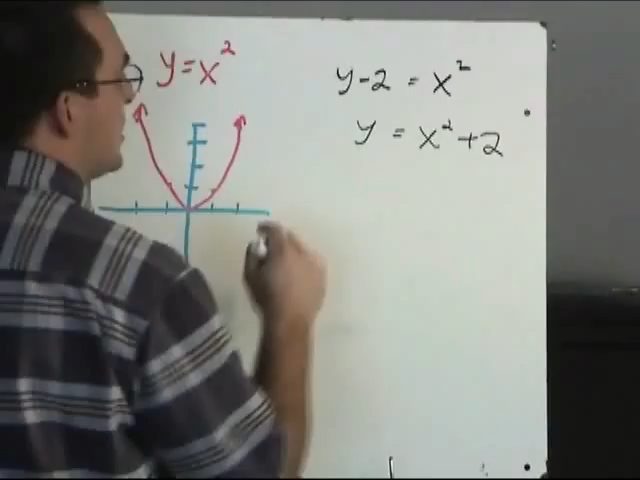 y=x²
y-2 = x²
y = x²+2